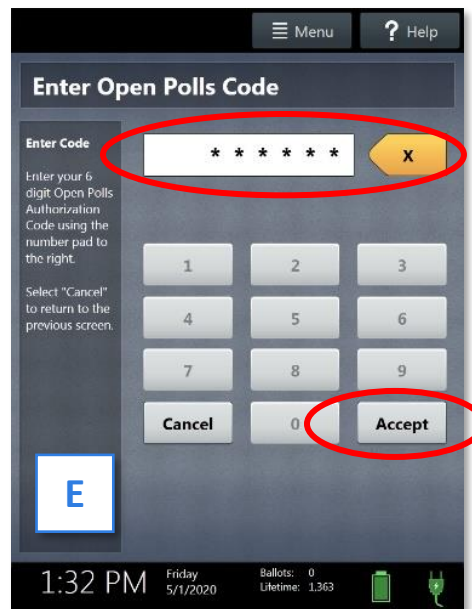 Menu
? Help
Enter Open Polls Code
Enter Code
Enter your 6
digit Open Polls
Authorization
Code using the
number pad to
the right.
Select "Cancel"
to return to the
previous screen.
* * * * * *
X
1 2 3
4 5 6
7 8 9
Cancel 0 Accept
E
1:32 PM
Friday
5/1/2020
Ballots: 0
Lifetime: 1,363